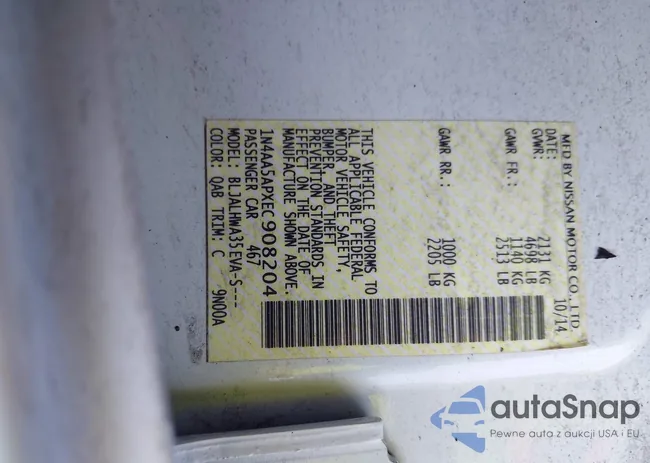 MFD BY NISSAN MOTOR CO., LTD.
DATE: 10/14
GVWR: 2131 KG
4698 LB
GAWR FR.: 1140 KG
2513 LB
GAWR RR.: 1000 KG
2205 LB
THIS VEHICLE CONFORMS TO
ALL APPLICABLE FEDERAL
MOTOR VEHICLE SAFETY,
BUMPER, AND THEFT
PREVENTION STANDARDS IN
EFFECT ON THE DATE OF
MANUFACTURE SHOWN ABOVE.
1N4AA5APXEC908204
PASSENGER CAR 467
MODEL: BLJALHWA35EVA-S---
COLOR: QAB TRIM: C 9N00A
autaSnap
Pewne auta z aukcji USA i EU